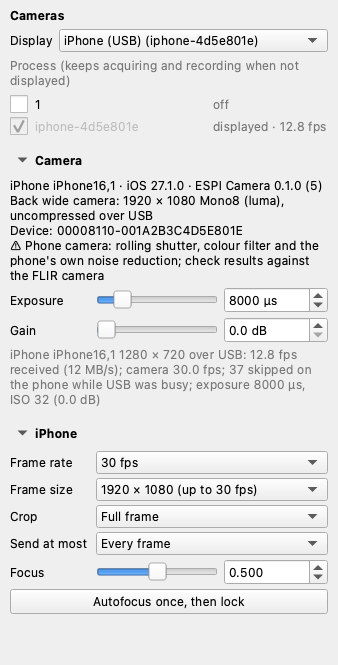 Cameras
Display iPhone (USB) (iphone-4d5e801e)
Process (keeps acquiring and recording when not
displayed)
1 off
iphone-4d5e801e displayed · 12.8 fps
Camera
iPhone iPhone16,1 · iOS 27.1.0 · ESPI Camera 0.1.0 (5)
Back wide camera: 1920 × 1080 Mono8 (luma),
uncompressed over USB
Device: 00008110-001A2B3C4D5E801E
⚠ Phone camera: rolling shutter, colour filter and the
phone's own noise reduction; check results against
the FLIR camera
Exposure 8000 µs
Gain 0.0 dB
iPhone iPhone16,1 1280 × 720 over USB: 12.8 fps
received (12 MB/s); camera 30.0 fps; 37 skipped on
the phone while USB was busy; exposure 8000 µs,
ISO 32 (0.0 dB)
iPhone
Frame rate 30 fps
Frame size 1920 × 1080 (up to 30 fps)
Crop Full frame
Send at most Every frame
Focus 0.500
Autofocus once, then lock